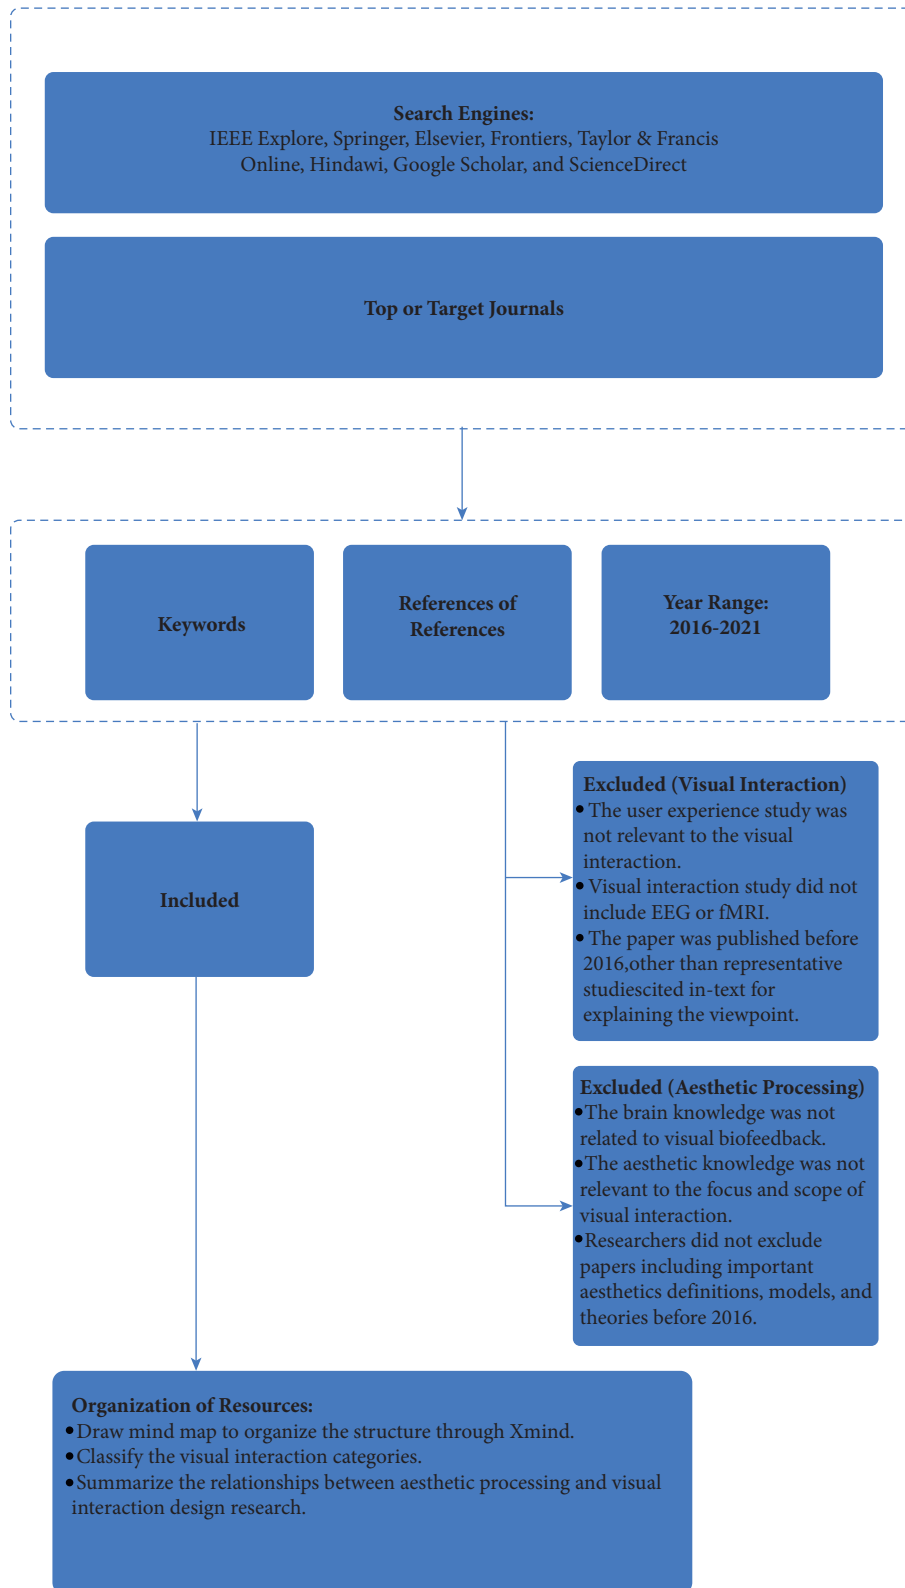 Search Engines:
IEEE Explore, Springer, Elsevier, Frontiers, Taylor & Francis
Online, Hindawi, Google Scholar, and ScienceDirect
Top or Target Journals
Keywords
References of
References
Year Range:
2016-2021
Included
Excluded (Visual Interaction)
• The user experience study was
not relevant to the visual
interaction.
• Visual interaction study did not
include EEG or fMRI.
• The paper was published before
2016,other than representative
studiescited in-text for
explaining the viewpoint.
Excluded (Aesthetic Processing)
•The brain knowledge was not
related to visual biofeedback.
•The aesthetic knowledge was not
relevant to the focus and scope of
visual interaction.
•Researchers did not exclude
papers including important
aesthetics definitions, models, and
theories before 2016.
Organization of Resources:
•Draw mind map to organize the structure through Xmind.
•Classify the visual interaction categories.
•Summarize the relationships between aesthetic processing and visual
interaction design research.